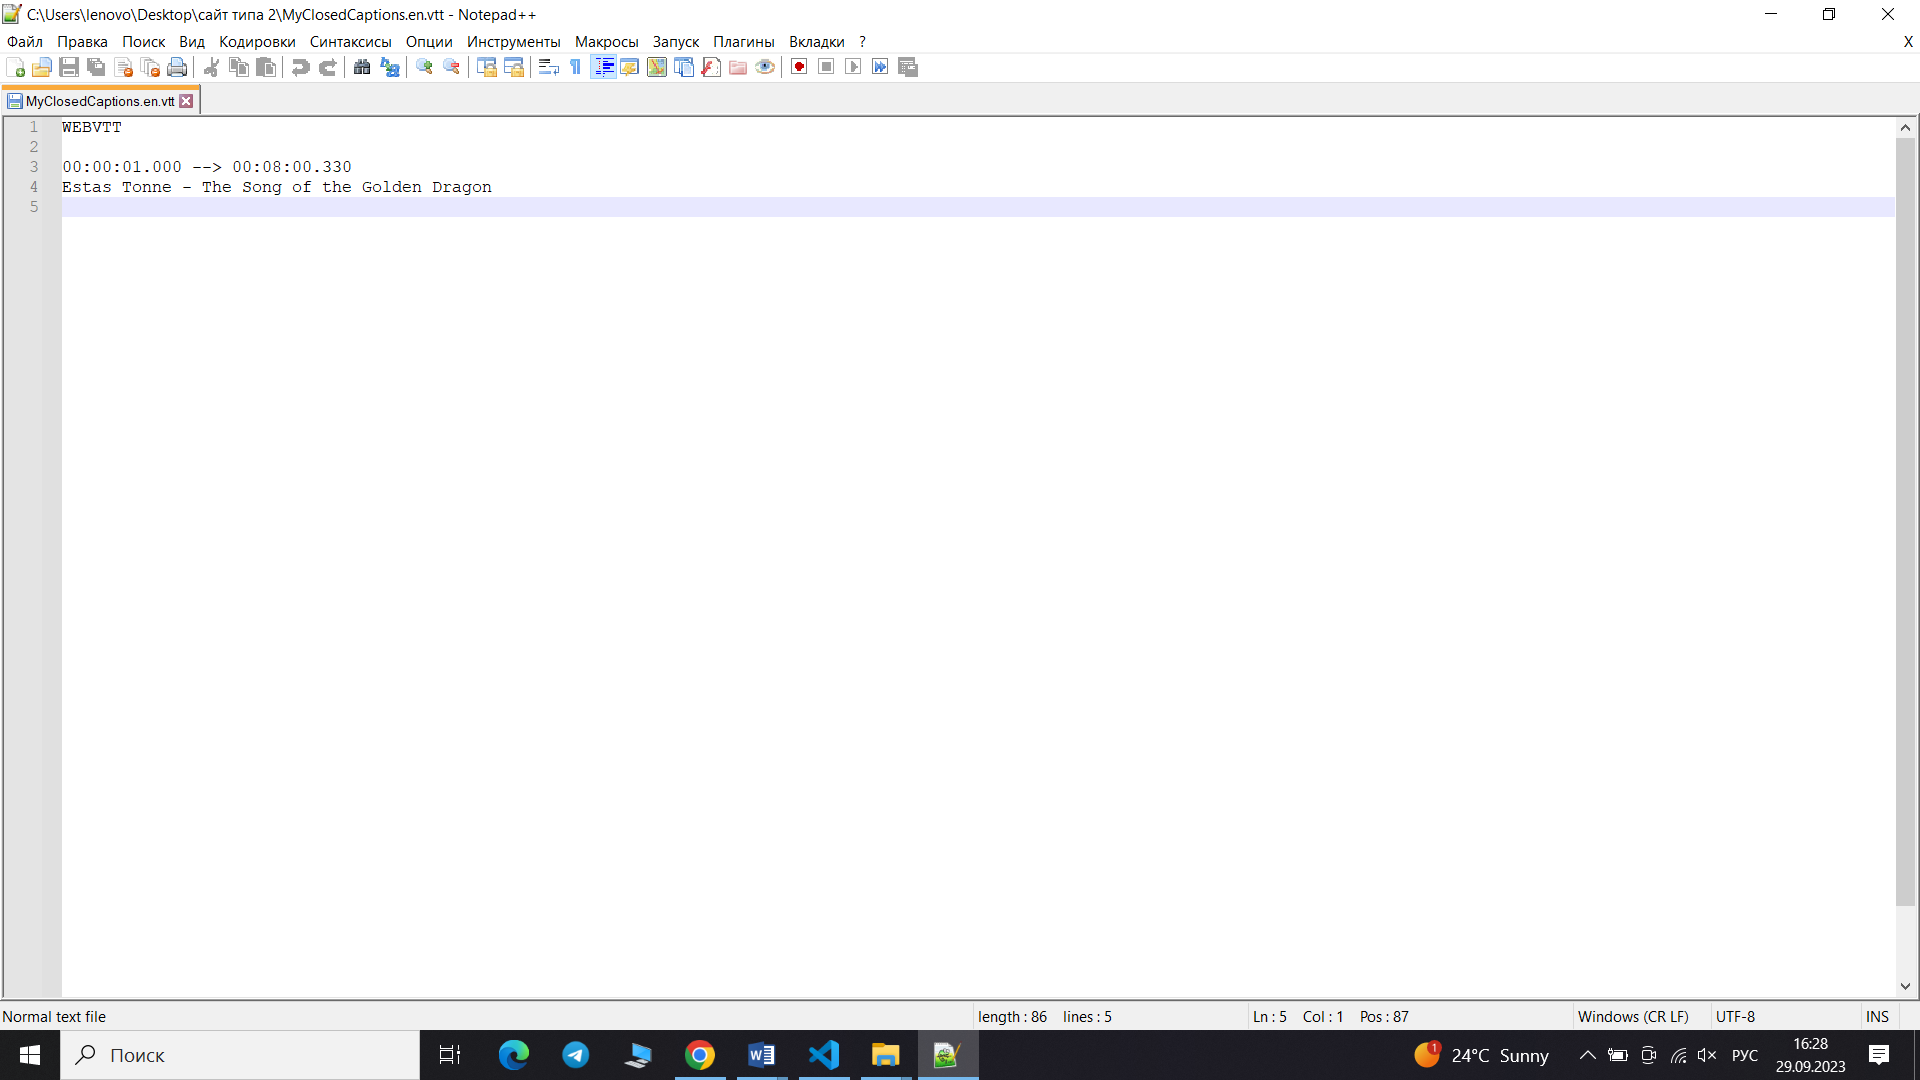 C:\Users\lenovo\Desktop\сайт типа 2\MyClosedCaptions.en.vtt - Notepad++
Файл Правка Поиск Вид Кодировки Синтаксисы Опции Инструменты Макросы Запуск Плагины Вкладки ? X
MyClosedCaptions.en.vtt
1 WEBVTT
2
3 00:00:01.000 --> 00:08:00.330
4 Estas Tonne - The Song of the Golden Dragon
5
Normal text file length : 86 lines : 5 Ln : 5 Col : 1 Pos : 87 Windows (CR LF) UTF-8 INS
Поиск 1 24°C Sunny РУС 16:28
29.09.2023